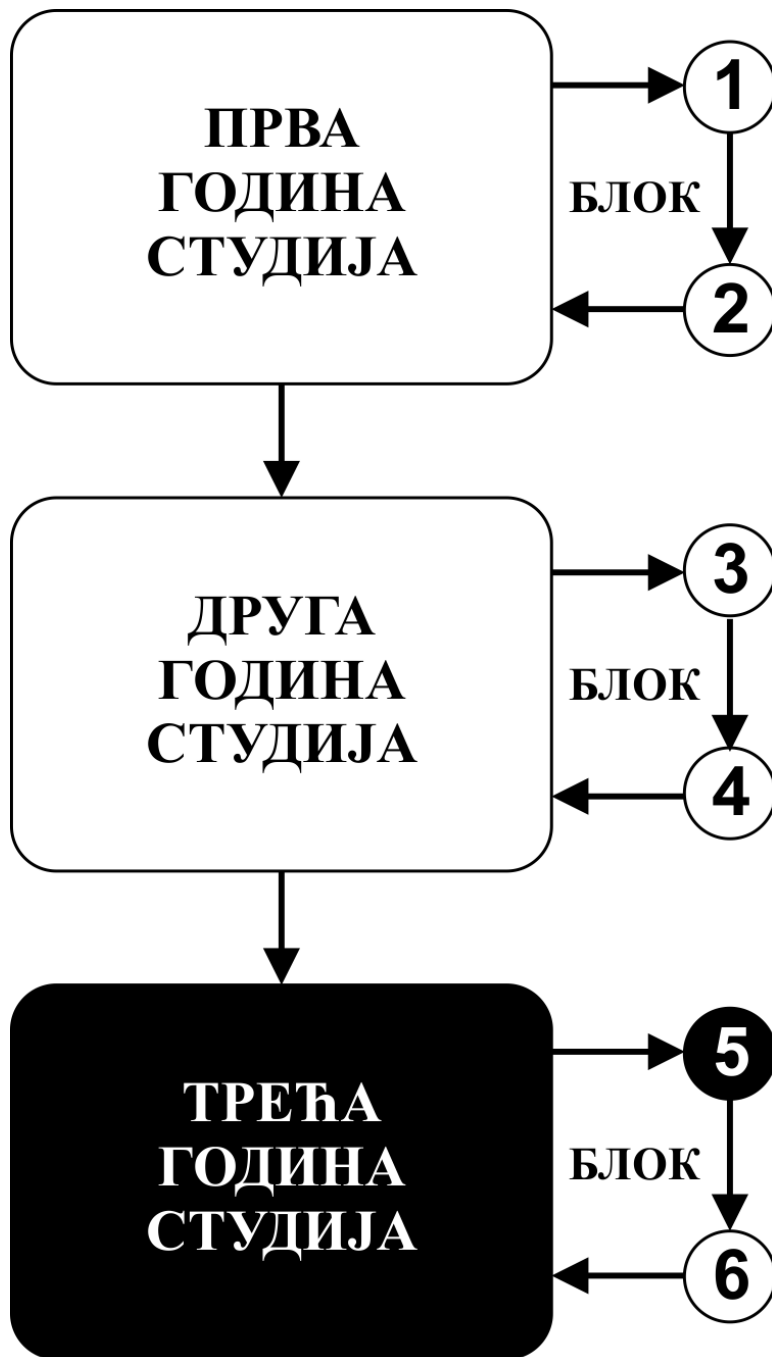 ПРВА
ГОДИНА
СТУДИЈА
1
БЛОК
2
ДРУГА
ГОДИНА
СТУДИЈА
3
БЛОК
4
ТРЕЋА
ГОДИНА
СТУДИЈА
5
БЛОК
6